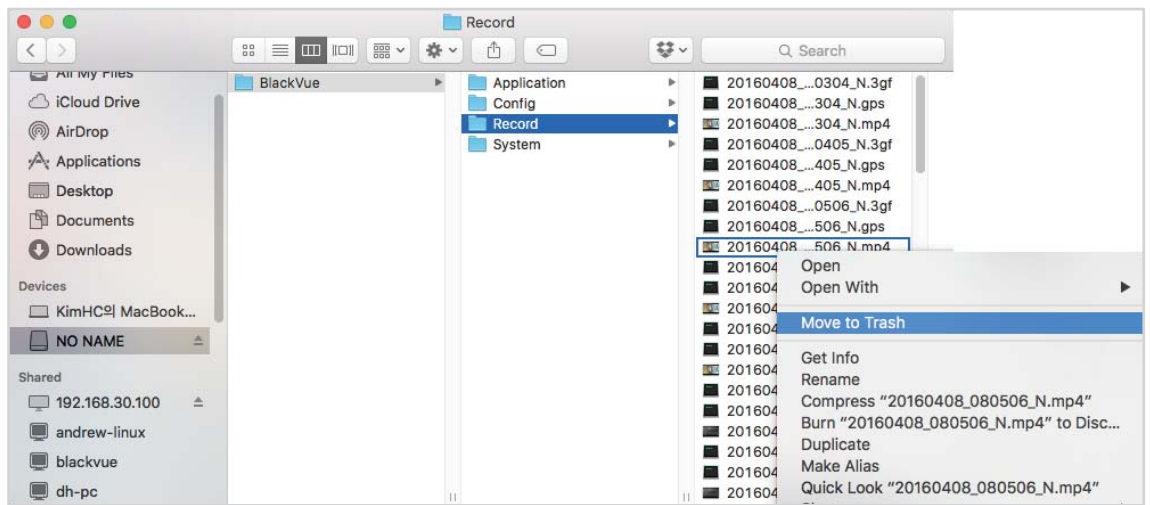 Record
Search
All My Files
iCloud Drive
AirDrop
Applications
Desktop
Documents
Downloads
Devices
KimHC의 MacBook...
NO NAME
Shared
192.168.30.100
andrew-linux
blackvue
dh-pc
BlackVue
Application
Config
Record
System
20160408_...0304_N.3gf
20160408_...304_N.gps
20160408_...304_N.mp4
20160408_...0405_N.3gf
20160408_...405_N.gps
20160408_...405_N.mp4
20160408_...0506_N.3gf
20160408_...506_N.gps
20160408_...506_N.mp4
201604
201604
201604
201604
201604
201604
201604
201604
201604
201604
201604
201604
Open
Open With
Move to Trash
Get Info
Rename
Compress “20160408_080506_N.mp4”
Burn “20160408_080506_N.mp4” to Disc...
Duplicate
Make Alias
Quick Look “20160408_080506_N.mp4”